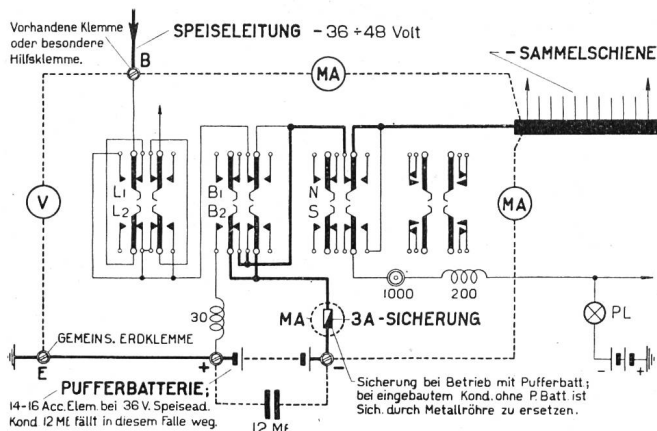 Vorhandene Klemme
oder besondere
Hilfsklemme.
SPEISELEITUNG - 36 ÷ 48 Volt
B
MA
- SAMMELSCHIENE
V
L1
L2
B1
B2
N
S
MA
1000
200
30
MA
3A-SICHERUNG
PL
GEMEINS. ERDKLEMME
E
+
-
- +
PUFFERBATTERIE;
14-16 Acc. Elem. bei 36 V. Speisead.
Kond 12 Mf. fällt in diesem Falle weg.
12 Mf.
Sicherung bei Betrieb mit Pufferbatt;
bei eingebautem Kond. ohne P. Batt. ist
Sich. durch Metallröhre zu ersetzen.